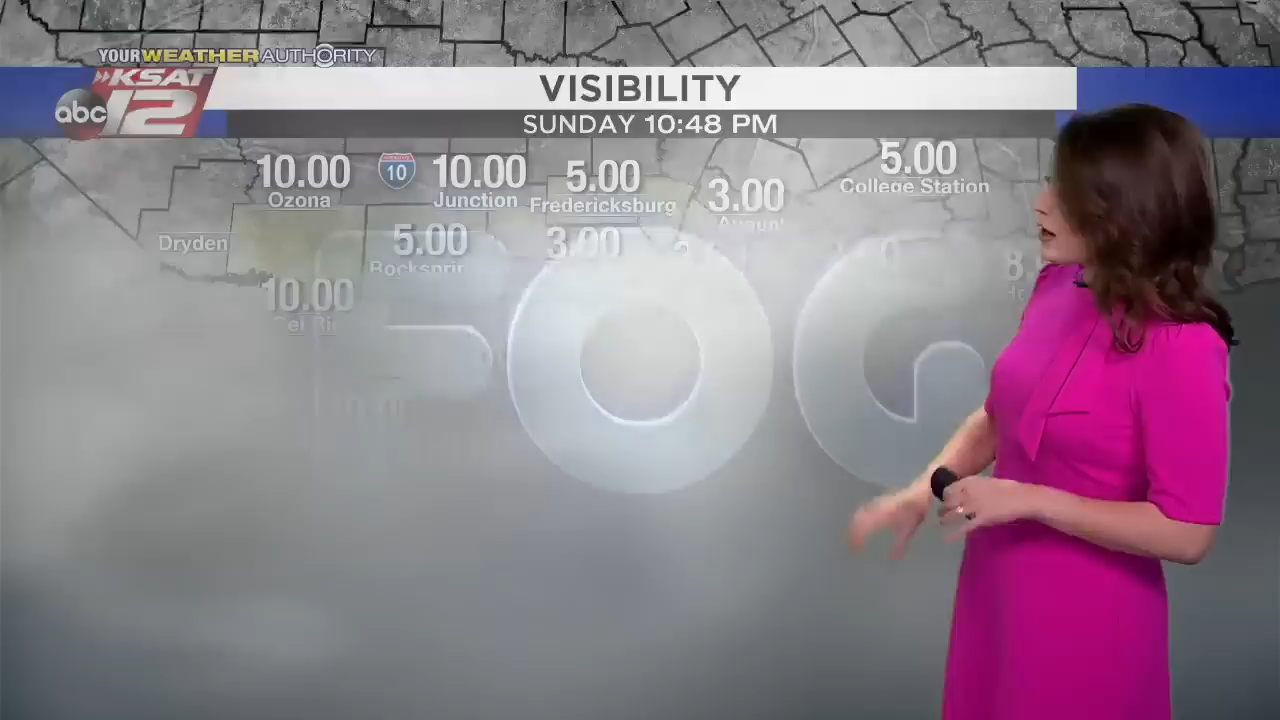 YOUR WEATHER AUTHORITY
KSAT
abc 12
VISIBILITY
SUNDAY 10:48 PM
10.00
Ozona
10
10.00
Junction
5.00
Fredericksburg
3.00
5.00
College Station
Dryden
5.00
3.00
10.00
FOG